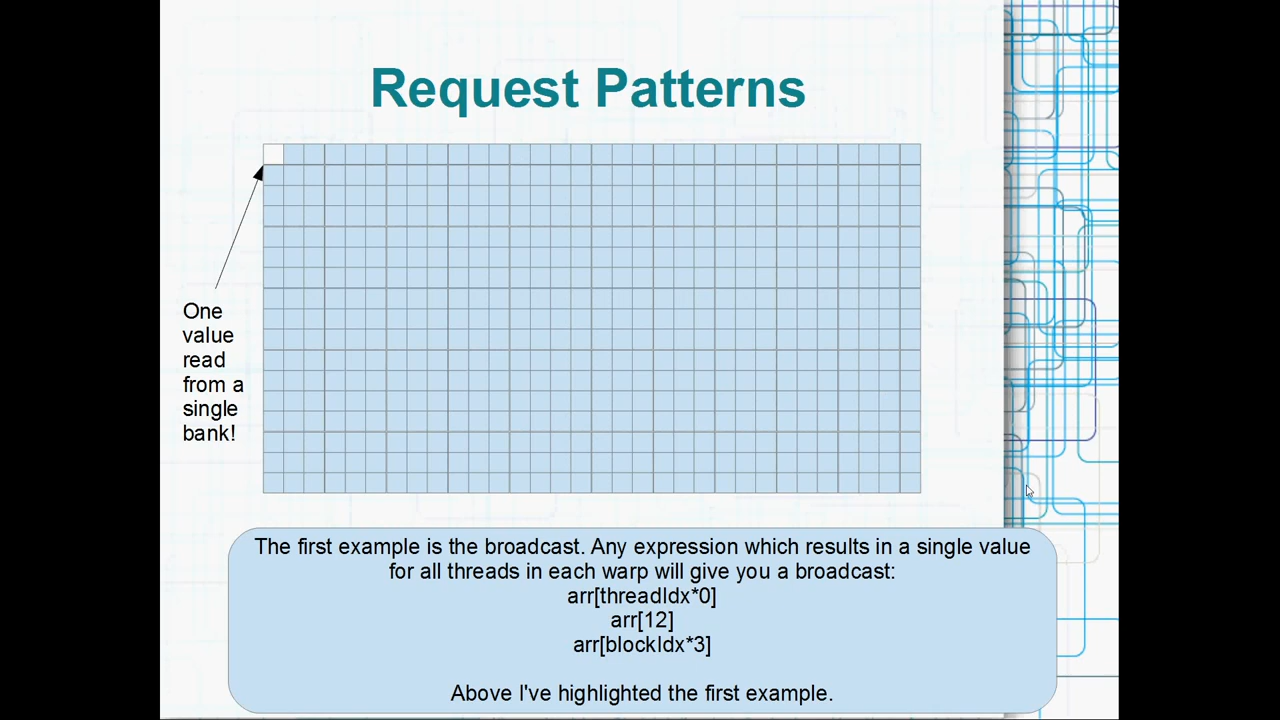 Request Patterns
One
value
read
from a
single
bank!
The first example is the broadcast. Any expression which results in a single value
for all threads in each warp will give you a broadcast:
arr[threadIdx*0]
arr[12]
arr[blockIdx*3]
Above I've highlighted the first example.